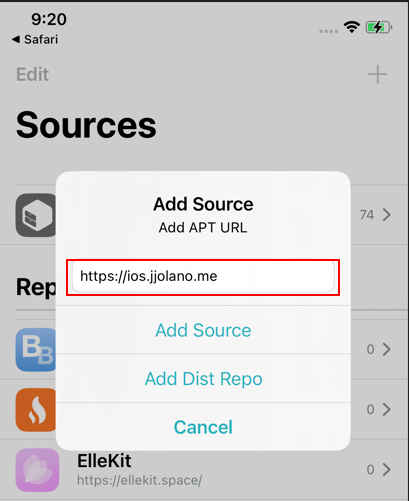 9:20
Safari
Edit
Sources
Add Source
Add APT URL
74
https://ios.jjolano.me
Rep
Add Source
0
Add Dist Repo
0
Cancel
ElleKit
https://ellekit.space/
0